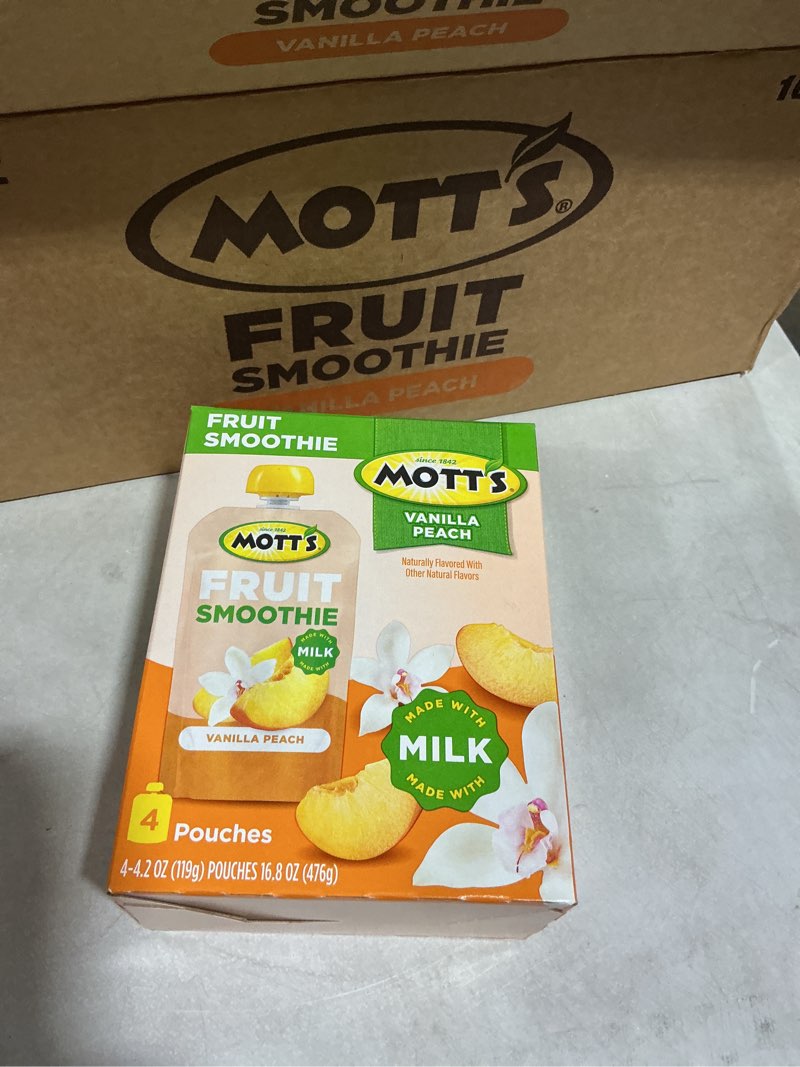 SMOOTHIE
VANILLA PEACH
MOTT'S®
FRUIT
SMOOTHIE
VANILLA PEACH
FRUIT
SMOOTHIE
since 1842
MOTT'S
VANILLA
PEACH
Naturally Flavored With
Other Natural Flavors
since 1842
MOTT'S
FRUIT
SMOOTHIE
MADE WITH
MILK
MADE WITH
VANILLA PEACH
MADE WITH
MILK
MADE WITH
4 Pouches
4-4.2 OZ (119g) POUCHES 16.8 OZ (476g)